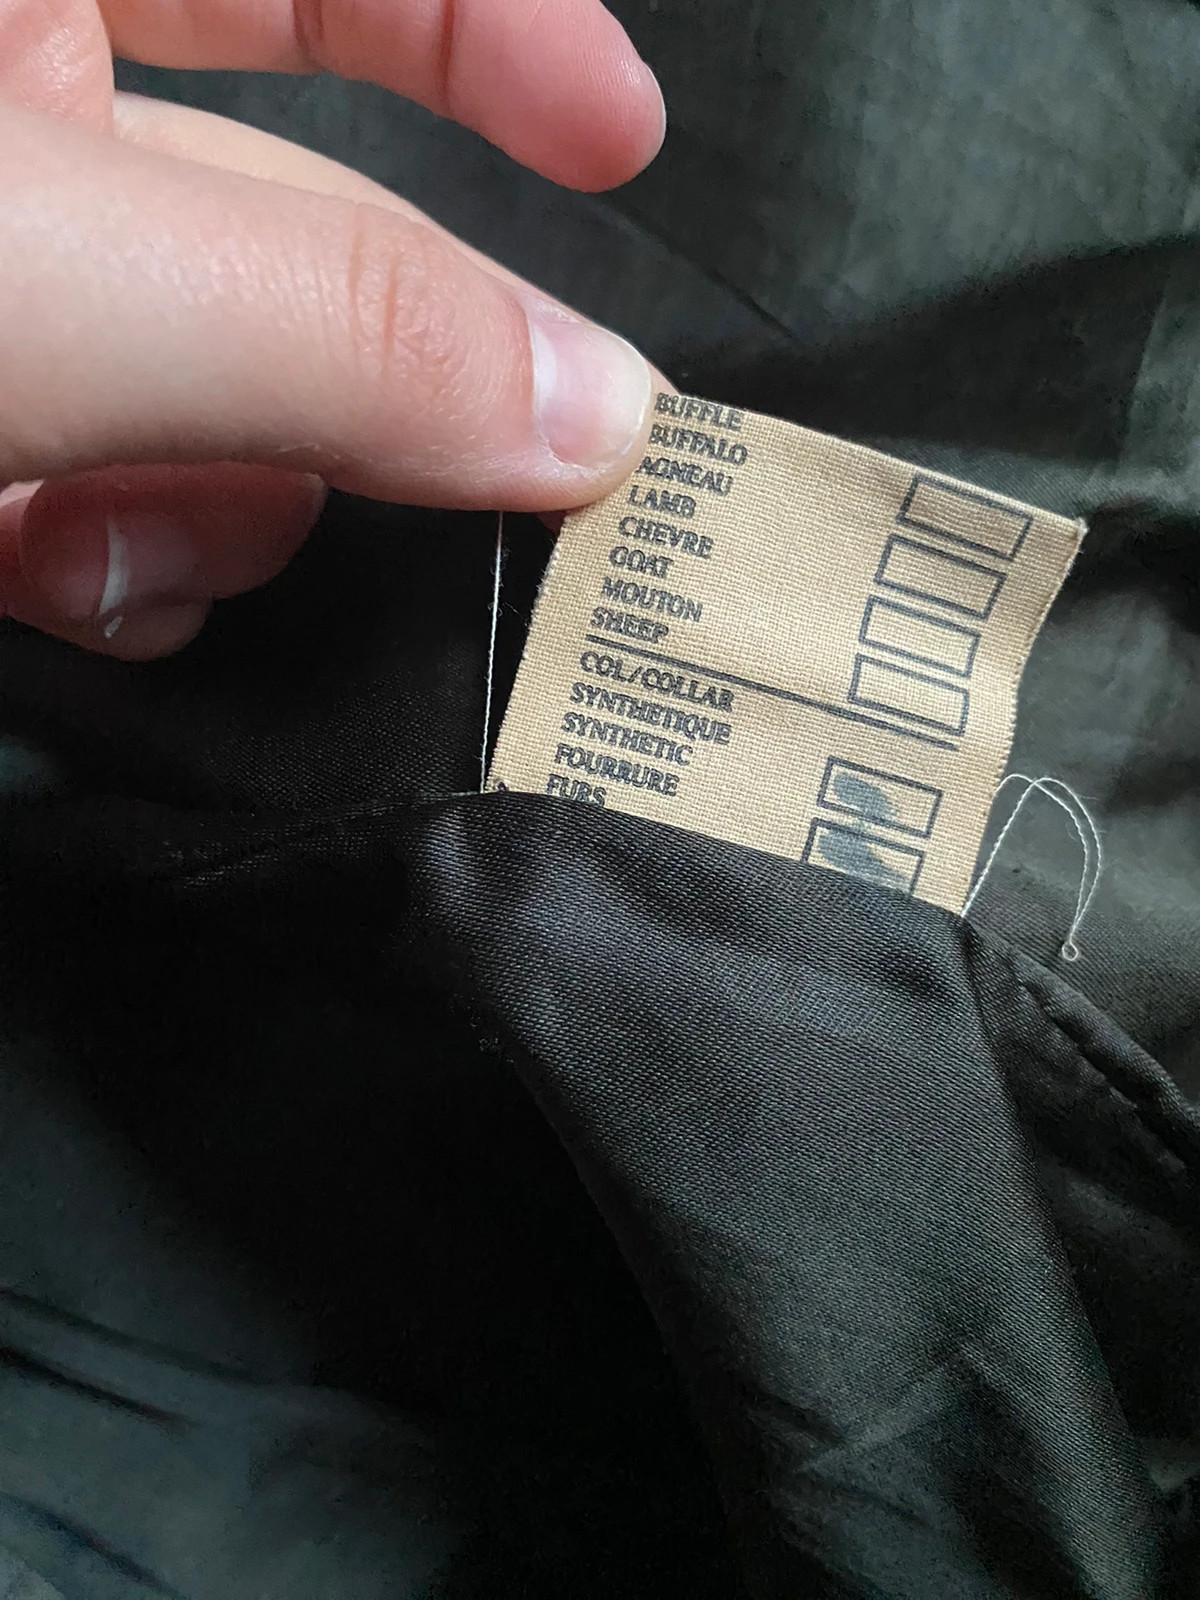 BUFFLE
BUFFALO
AGNEAU
LAMB
CHEVRE
GOAT
MOUTON
SHEEP
COL/COLLAR
SYNTHETIQUE
SYNTHETIC
FOURRURE
FURS